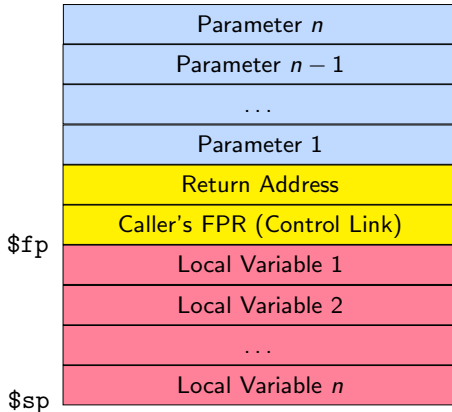 Parameter n
Parameter n − 1
...
Parameter 1
Return Address
Caller's FPR (Control Link)
$fp
Local Variable 1
Local Variable 2
...
Local Variable n
$sp